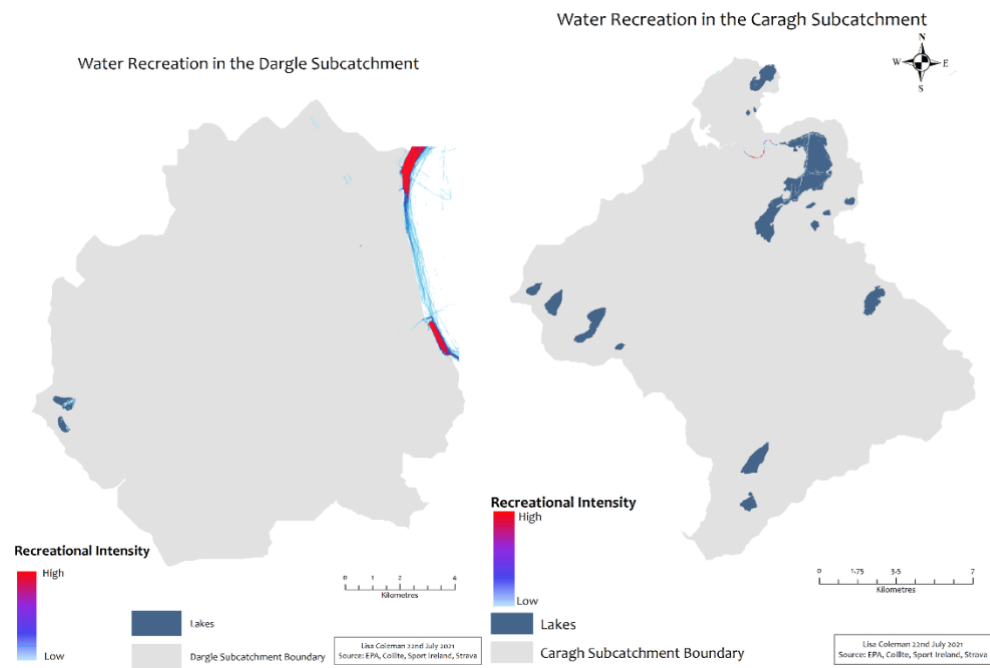 Water Recreation in the Dargle Subcatchment
Recreational Intensity
High
Low
Lakes
Dargle Subcatchment Boundary
0 1 2 4
Kilometres
Lisa Coleman 22nd July 2021
Source: EPA, Coillte, Sport Ireland, Strava
Water Recreation in the Caragh Subcatchment
N
W E
S
Recreational Intensity
High
Low
Lakes
Caragh Subcatchment Boundary
0 1.75 3.5 7
Kilometres
Lisa Coleman 22nd July 2021
Source: EPA, Coillte, Sport Ireland, Strava